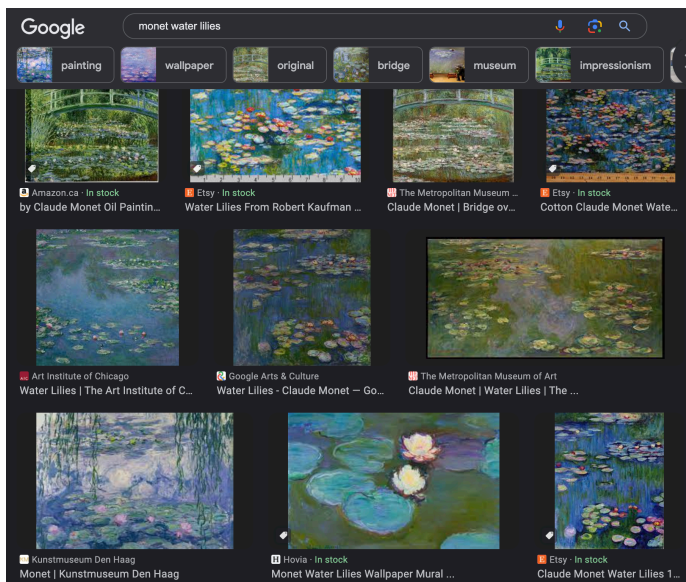 Google
monet water lilies
painting
wallpaper
original
bridge
museum
impressionism
Amazon.ca · In stock
by Claude Monet Oil Paintin...
Etsy · In stock
Water Lilies From Robert Kaufman ...
The Metropolitan Museum ...
Claude Monet | Bridge ov...
Etsy · In stock
Cotton Claude Monet Wate...
Art Institute of Chicago
Water Lilies | The Art Institute of C...
Google Arts & Culture
Water Lilies - Claude Monet — Go...
The Metropolitan Museum of Art
Claude Monet | Water Lilies | The ...
Kunstmuseum Den Haag
Monet | Kunstmuseum Den Haag
H Hovia · In stock
Monet Water Lilies Wallpaper Mural ...
Etsy · In stock
Claude Monet Water Lilies 1...